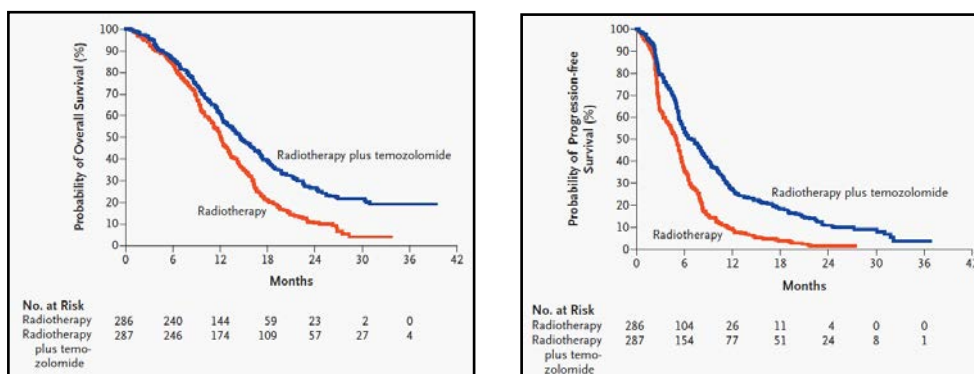 Probability of Overall Survival (%)
100
90
80
70
60
50
40
30
20
10
0
Radiotherapy plus temozolomide
Radiotherapy
0 6 12 18 24 30 36 42
Months
No. at Risk
Radiotherapy 286 240 144 59 23 2 0
Radiotherapy 287 246 174 109 57 27 4
plus temo-
zolomide
Probability of Progression-free
Survival (%)
100
90
80
70
60
50
40
30
20
10
0
Radiotherapy plus temozolomide
Radiotherapy
0 6 12 18 24 30 36 42
Months
No. at Risk
Radiotherapy 286 104 26 11 4 0 0
Radiotherapy 287 154 77 51 24 8 1
plus temo-
zolomide